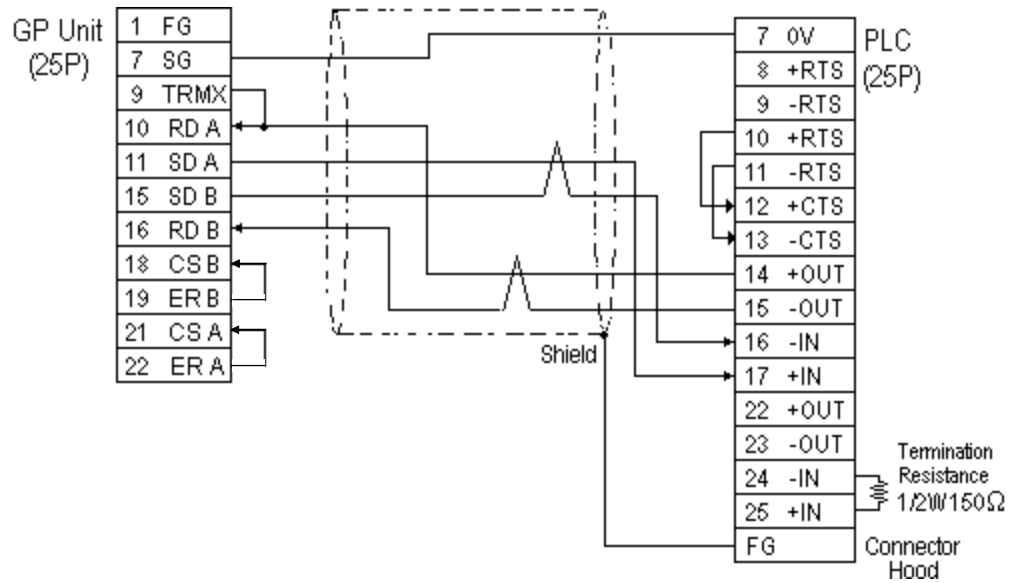 GP Unit
(25P)
1 FG
7 SG
9 TRMX
10 RD A
11 SD A
15 SD B
16 RD B
18 CS B
19 ER B
21 CS A
22 ER A
Shield
PLC
(25P)
7 0V
8 +RTS
9 -RTS
10 +RTS
11 -RTS
12 +CTS
13 -CTS
14 +OUT
15 -OUT
16 -IN
17 +IN
22 +OUT
23 -OUT
24 -IN
25 +IN
FG
Termination
Resistance
1/2W150Ω
Connector
Hood